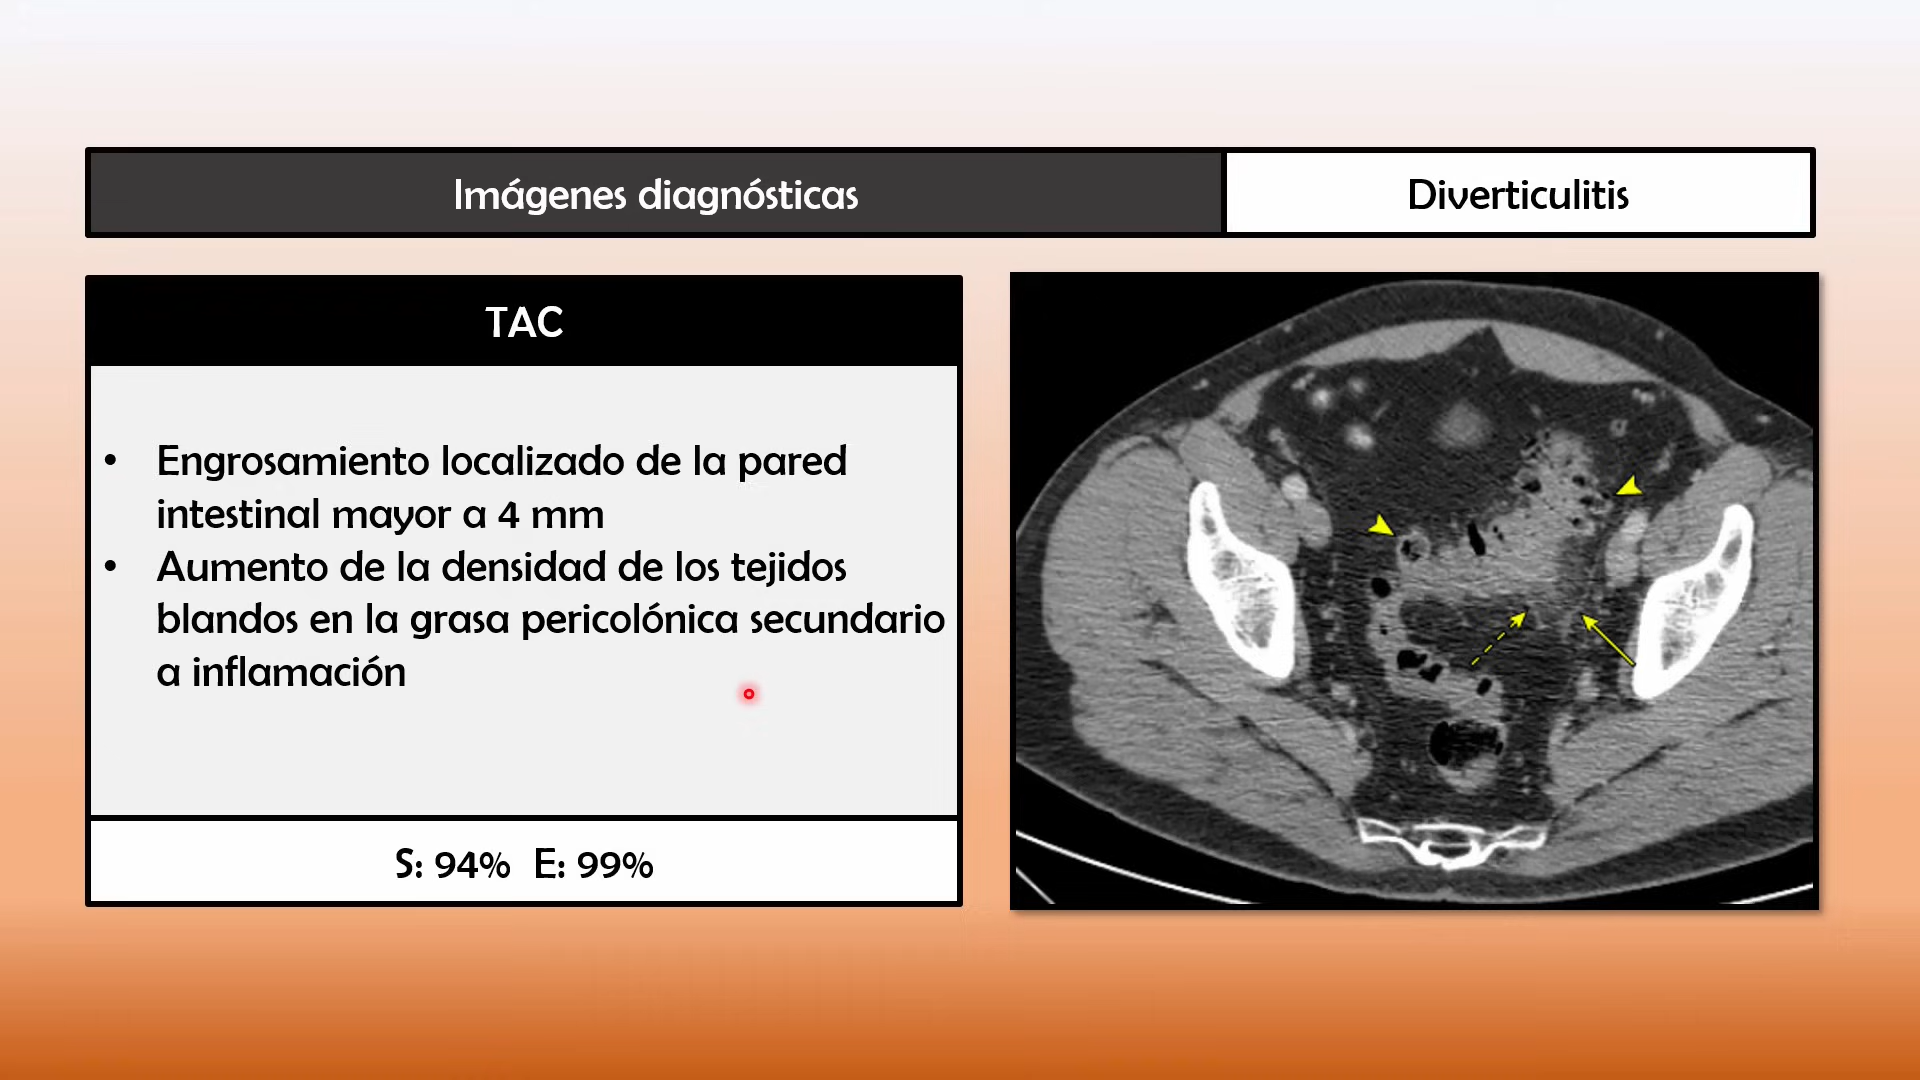 Imágenes diagnósticas
Diverticulitis
TAC
• Engrosamiento localizado de la pared
intestinal mayor a 4 mm
• Aumento de la densidad de los tejidos
blandos en la grasa pericolónica secundario
a inflamación
S: 94% E: 99%